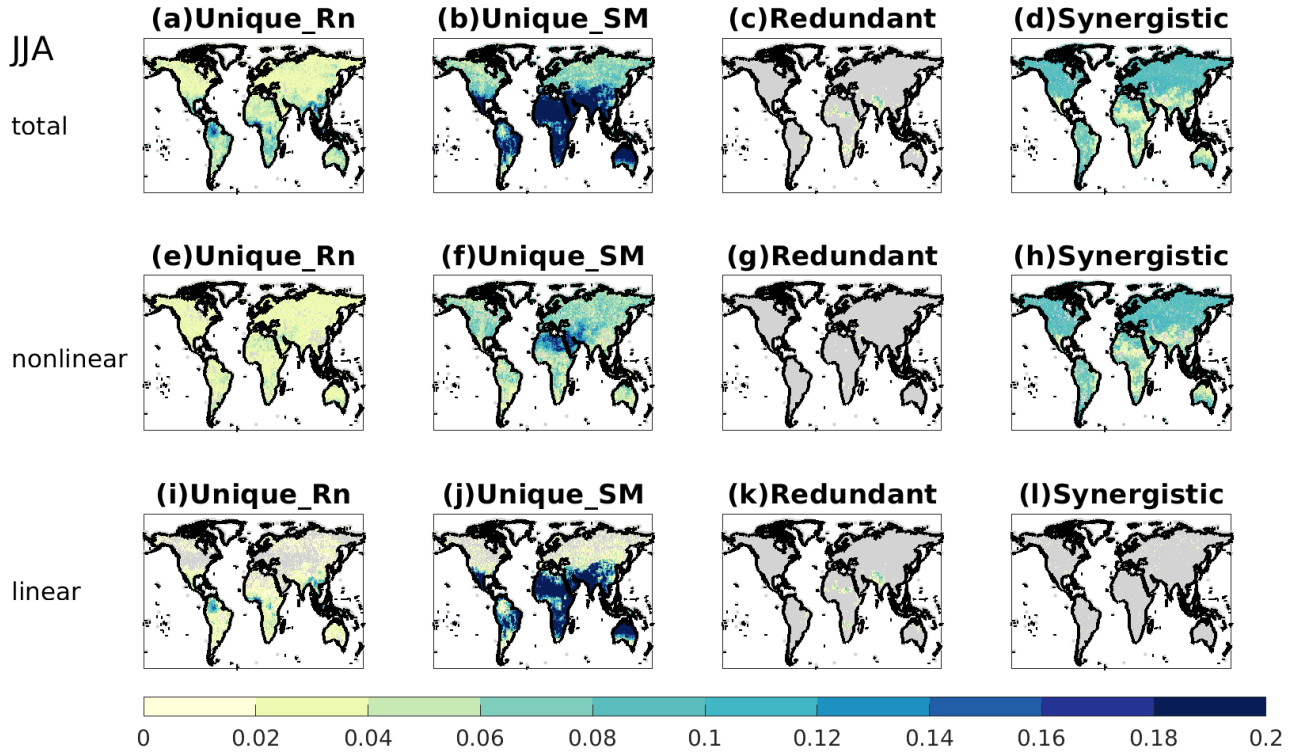 JJA
(a)Unique_Rn (b)Unique_SM (c)Redundant (d)Synergistic
total
(e)Unique_Rn (f)Unique_SM (g)Redundant (h)Synergistic
nonlinear
(i)Unique_Rn (j)Unique_SM (k)Redundant (l)Synergistic
linear
0 0.02 0.04 0.06 0.08 0.1 0.12 0.14 0.16 0.18 0.2